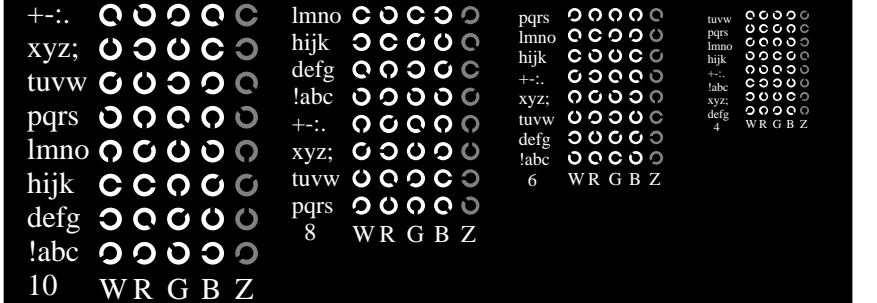 +-:.
xyz;
tuvw
pqrs
lmno
hijk
defg
!abc
10 W R G B Z
lmno
hijk
defg
!abc
+-:.
xyz;
tuvw
pqrs
8 W R G B Z
pqrs
lmno
hijk
+-:.
xyz;
tuvw
defg
!abc
6 W R G B Z
tuvw
pqrs
lmno
hijk
+-:.
!abc
xyz;
defg
4 W R G B Z